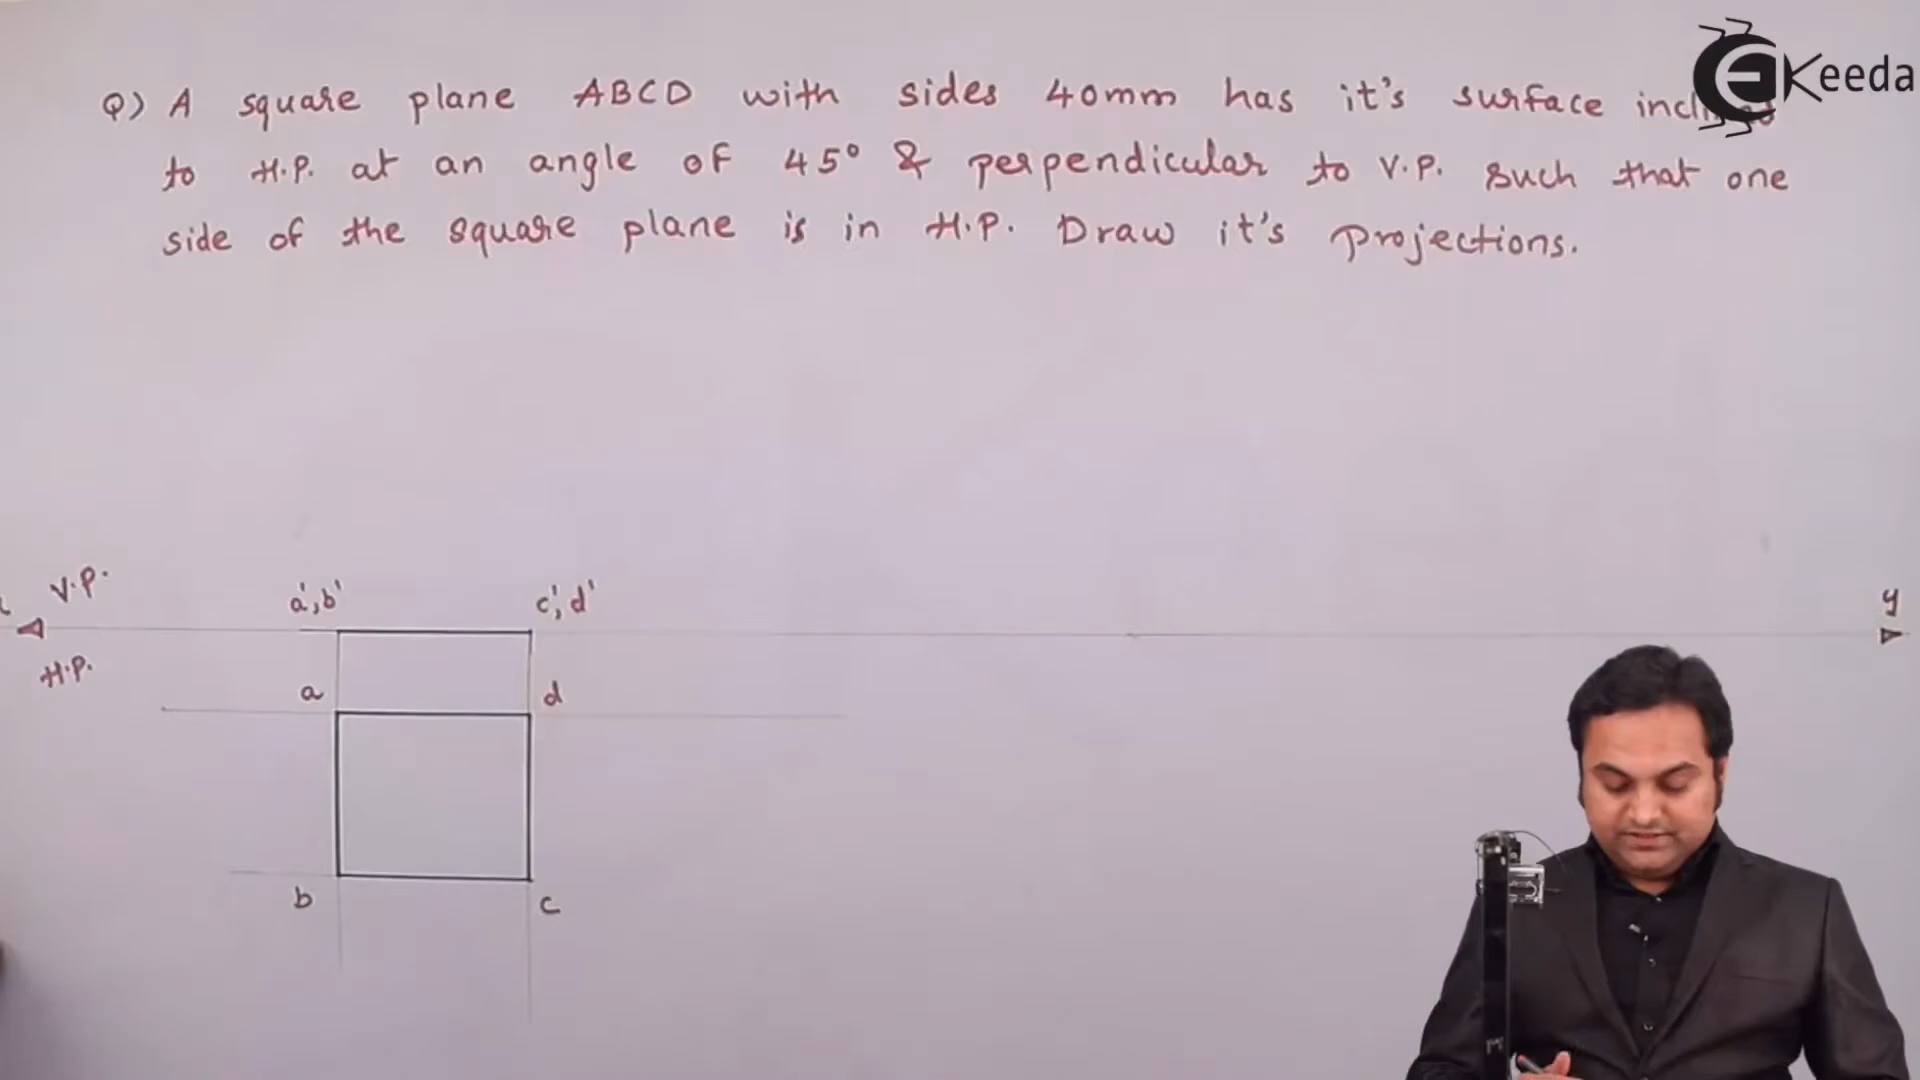 Q) A square plane ABCD with sides 40mm has it's surface
to H.P. at an angle of 45° & perpendicular to V.P. such that one
side of the square plane is in H.P. Draw it's projections.
EKeeda
V.P.
H.P.
a', b'
c', d'
y
a
d
b
c